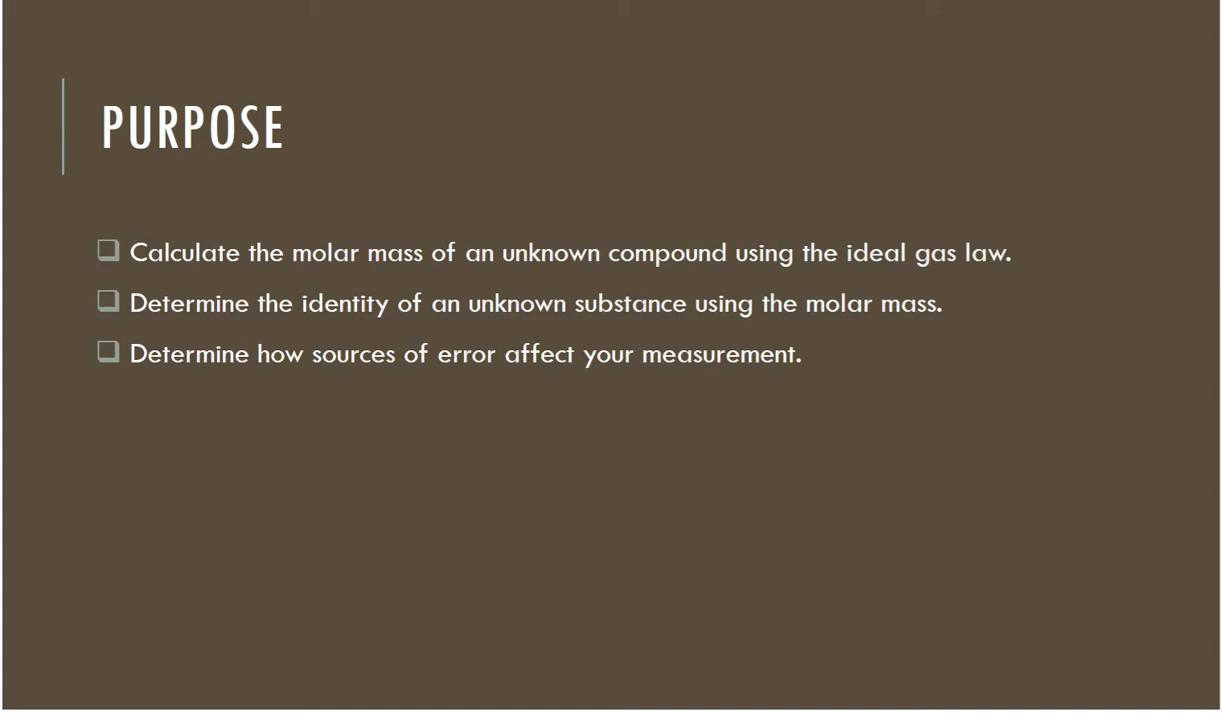 PURPOSE
Calculate the molar mass of an unknown compound using the ideal gas law.
Determine the identity of an unknown substance using the molar mass.
Determine how sources of error affect your measurement.